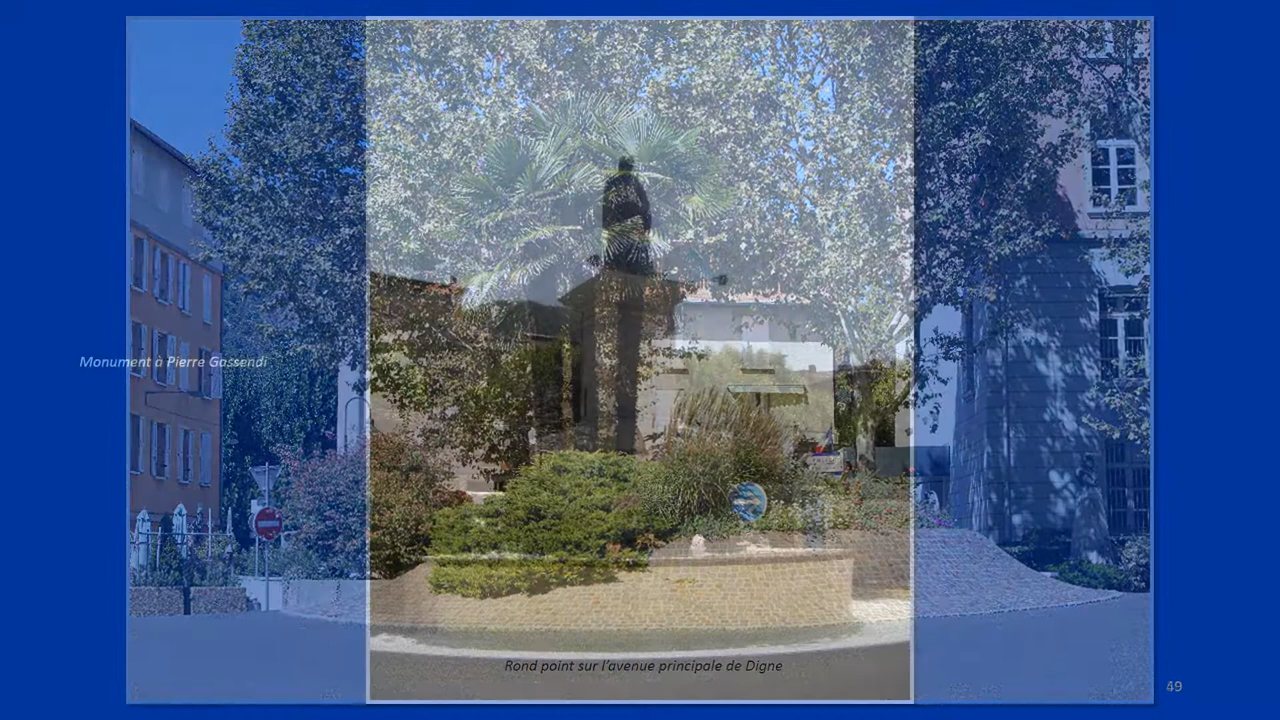 Monument à Pierre Gassendi
Rond point sur l'avenue principale de Digne
49